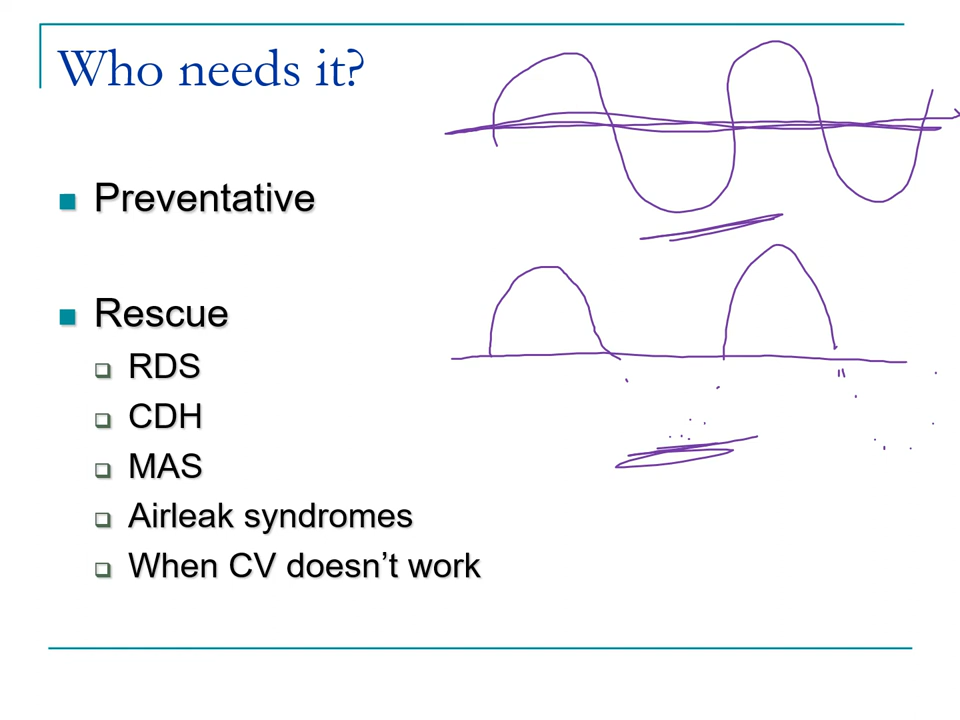 Who needs it?
Preventative
Rescue
RDS
CDH
MAS
Airleak syndromes
When CV doesn’t work